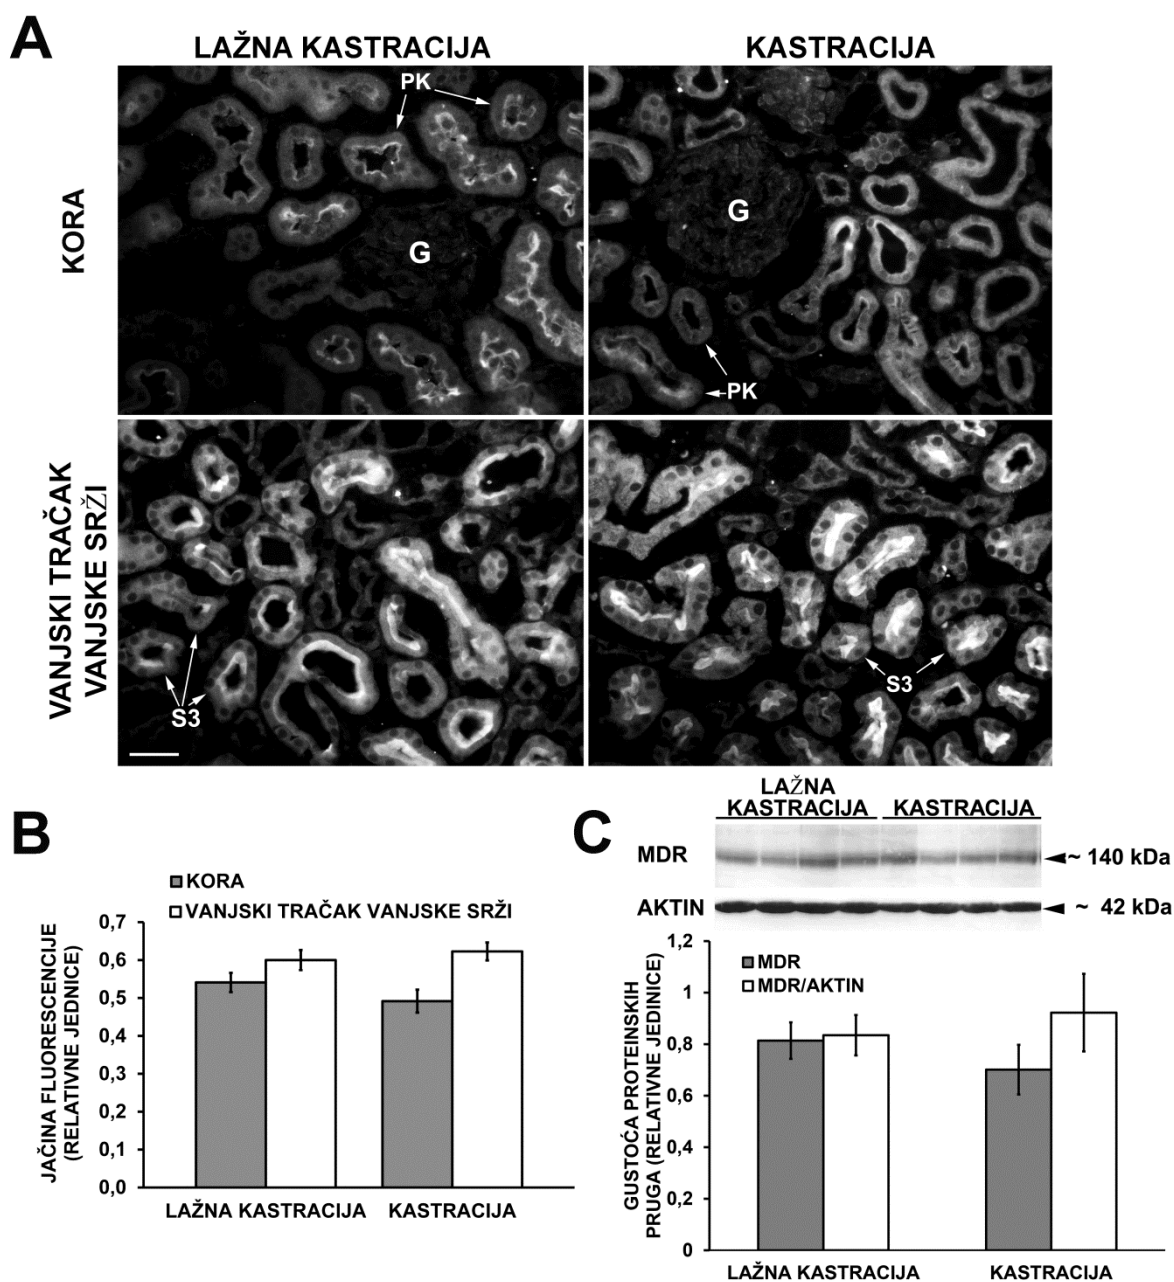 A
LAŽNA KASTRACIJA
KASTRACIJA
KORA
PK
G
G
PK
VANJSKI TRAČAK
VANJSKE SRŽI
S3
S3
B
KORA
VANJSKI TRAČAK VANJSKE SRŽI
JAČINA FLUORESCENCIJE
(RELATIVNE JEDNICE)
0,7
0,6
0,5
0,4
0,3
0,2
0,1
0,0
LAŽNA KASTRACIJA
KASTRACIJA
C
LAŽNA
KASTRACIJA
KASTRACIJA
MDR
~ 140 kDa
AKTIN
~ 42 kDa
MDR
MDR/AKTIN
GUSTOĆA PROTEINSKIH
PRUGA (RELATIVNE JEDINICE)
1,2
1
0,8
0,6
0,4
0,2
0
LAŽNA KASTRACIJA
KASTRACIJA